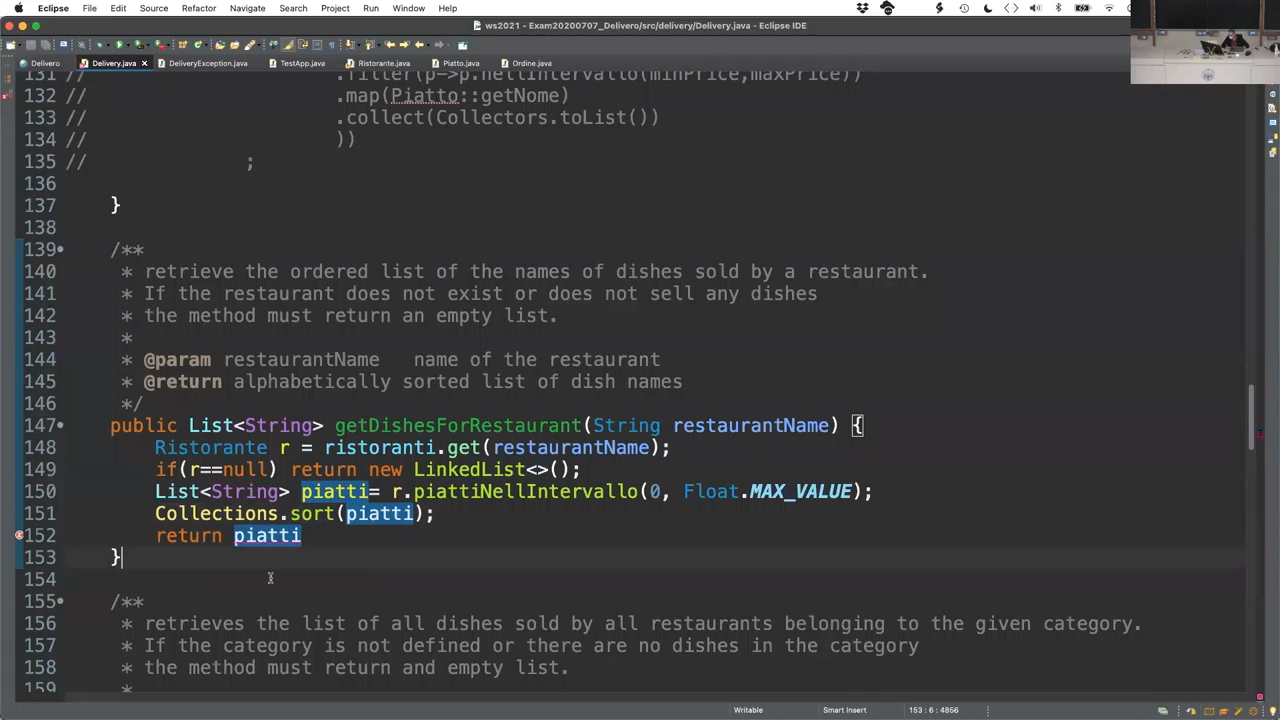 Eclipse File Edit Source Refactor Navigate Search Project Run Window Help
ws2021 - Exam20200707_Delivero/src/delivery/Delivery.java - Eclipse IDE
Delivero Delivery.java DeliveryException.java TestApp.java Ristorante.java Piatto.java Ordine.java
131 // .filter(p->p.nellIntervallo(minPrice,maxPrice))
132 // .map(Piatto::getNome)
133 // .collect(Collectors.toList())
134 // ))
135 // ;
136
137 }
138
139 /**
140 * retrieve the ordered list of the names of dishes sold by a restaurant.
141 * If the restaurant does not exist or does not sell any dishes
142 * the method must return an empty list.
143 *
144 * @param restaurantName name of the restaurant
145 * @return alphabetically sorted list of dish names
146 */
147 public List<String> getDishesForRestaurant(String restaurantName) {
148 Ristorante r = ristoranti.get(restaurantName);
149 if(r==null) return new LinkedList<>();
150 List<String> piatti= r.piattiNellIntervallo(0, Float.MAX_VALUE);
151 Collections.sort(piatti);
152 return piatti
153 }
154
155 /**
156 * retrieves the list of all dishes sold by all restaurants belonging to the given category.
157 * If the category is not defined or there are no dishes in the category
158 * the method must return and empty list.
159 *
Writable Smart Insert 153 : 6 : 4856